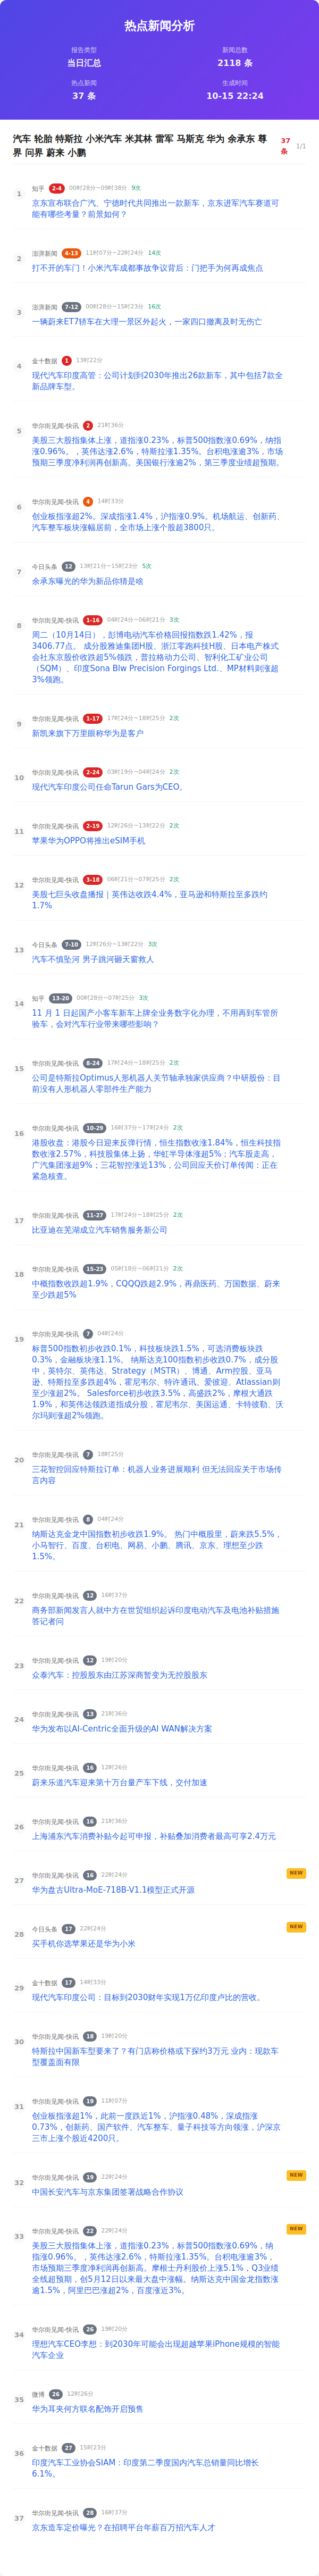 热点新闻分析
报告类型
当日汇总
新闻总数
2118 条
热点新闻
37 条
生成时间
10-15 22:24
汽车 轮胎 特斯拉 小米汽车 米其林 雷军 马斯克 华为 余承东 尊
界 问界 蔚来 小鹏
37
条
1/1
1
知乎 2-4 00时28分~09时38分 9次
京东宣布联合广汽、宁德时代共同推出一款新车，京东进军汽车赛道可
能有哪些考量？前景如何？
2
澎湃新闻 4-13 11时07分~22时24分 14次
打不开的车门！小米汽车成都事故争议背后：门把手为何再成焦点
3
澎湃新闻 7-12 00时28分~15时23分 16次
一辆蔚来ET7轿车在大理一景区外起火，一家四口撤离及时无伤亡
4
金十数据 1 13时22分
现代汽车印度高管：公司计划到2030年推出26款新车，其中包括7款全
新品牌车型。
5
华尔街见闻-快讯 2 21时36分
美股三大股指集体上涨，道指涨0.23%，标普500指数涨0.69%，纳指
涨0.96%。，英伟达涨2.6%，特斯拉涨1.35%。台积电涨逾3%，市场
预期三季度净利润再创新高。美国银行涨逾2%，第三季度业绩超预期。
6
华尔街见闻-快讯 4 14时33分
创业板指涨超2%。深成指涨1.4%，沪指涨0.9%。机场航运、创新药、
汽车整车板块涨幅居前，全市场上涨个股超3800只。
7
今日头条 12 13时21分~15时23分 5次
余承东曝光的华为新品你猜是啥
8
华尔街见闻-快讯 1-16 04时24分~06时21分 3次
周二（10月14日），彭博电动汽车价格回报指数跌1.42%，报
3406.77点。 成分股雅迪集团H股、浙江零跑科技H股、日本电产株式
会社东京股价收跌超5%领跌，普拉格动力公司、智利化工矿业公司
（SQM）、印度Sona Blw Precision Forgings Ltd.、MP材料则涨超
3%领跑。
9
华尔街见闻-快讯 1-17 17时24分~18时25分 2次
新凯来旗下万里眼称华为是客户
10
华尔街见闻-快讯 2-24 03时19分~04时24分 2次
现代汽车印度公司任命Tarun Gars为CEO。
11
华尔街见闻-快讯 2-19 12时26分~13时22分 2次
苹果华为OPPO将推出eSIM手机
12
华尔街见闻-快讯 3-18 06时21分~07时25分 2次
美股七巨头收盘播报｜英伟达收跌4.4%，亚马逊和特斯拉至多跌约
1.7%
13
今日头条 7-10 12时26分~13时22分 3次
汽车不慎坠河 男子跳河砸天窗救人
14
知乎 13-20 00时28分~07时25分 3次
11 月 1 日起国产小客车新车上牌全业务数字化办理，不用再到车管所
验车，会对汽车行业带来哪些影响？
15
华尔街见闻-快讯 8-24 17时24分~18时25分 2次
公司是特斯拉Optimus人形机器人关节轴承独家供应商？中研股份：目
前没有人形机器人零部件生产能力
16
华尔街见闻-快讯 10-29 16时37分~17时24分 2次
港股收盘：港股今日迎来反弹行情，恒生指数收涨1.84%，恒生科技指
数收涨2.57%，科技股集体上扬，华虹半导体涨超5%；汽车股走高，
广汽集团涨超9%；三花智控涨近13%，公司回应天价订单传闻：正在
紧急核查。
17
华尔街见闻-快讯 11-27 17时24分~18时25分 2次
比亚迪在芜湖成立汽车销售服务新公司
18
华尔街见闻-快讯 15-23 05时18分~06时21分 2次
中概指数收跌超1.9%，CQQQ跌超2.9%，再鼎医药、万国数据、蔚来
至少跌超5%
19
华尔街见闻-快讯 7 04时24分
标普500指数初步收跌0.1%，科技板块跌1.5%，可选消费板块跌
0.3%，金融板块涨1.1%。 纳斯达克100指数初步收跌0.7%，成分股
中，英特尔、英伟达、Strategy（MSTR）、博通、Arm控股、亚马
逊、特斯拉至多跌超4%，霍尼韦尔、特许通讯、爱彼迎、Atlassian则
至少涨超2%。 Salesforce初步收跌3.5%，高盛跌2%，摩根大通跌
1.9%，和英伟达领跌道指成分股，霍尼韦尔、美国运通、卡特彼勒、沃
尔玛则涨超2%领跑。
20
华尔街见闻-快讯 7 18时25分
三花智控回应特斯拉订单：机器人业务进展顺利 但无法回应关于市场传
言内容
21
华尔街见闻-快讯 8 04时24分
纳斯达克金龙中国指数初步收跌1.9%。 热门中概股里，蔚来跌5.5%，
小马智行、百度、台积电、网易、小鹏、腾讯、京东、理想至少跌
1.5%。
22
华尔街见闻-快讯 12 16时37分
商务部新闻发言人就中方在世贸组织起诉印度电动汽车及电池补贴措施
答记者问
23
华尔街见闻-快讯 12 19时20分
众泰汽车：控股股东由江苏深商暂变为无控股股东
24
华尔街见闻-快讯 13 21时36分
华为发布以AI-Centric全面升级的AI WAN解决方案
25
华尔街见闻-快讯 16 12时26分
蔚来乐道汽车迎来第十万台量产车下线，交付加速
26
华尔街见闻-快讯 16 21时36分
上海浦东汽车消费补贴今起可申报，补贴叠加消费者最高可享2.4万元
27
华尔街见闻-快讯 16 22时24分
NEW
华为盘古Ultra-MoE-718B-V1.1模型正式开源
28
今日头条 17 22时24分
NEW
买手机你选苹果还是华为小米
29
金十数据 17 14时33分
现代汽车印度公司：目标到2030财年实现1万亿印度卢比的营收。
30
华尔街见闻-快讯 18 19时20分
特斯拉中国新车型要来了？有门店称价格或下探约3万元 业内：现款车
型覆盖面有限
31
华尔街见闻-快讯 19 11时07分
创业板指涨超1%，此前一度跌近1%，沪指涨0.48%，深成指涨
0.73%，创新药、国产软件、汽车整车、量子科技等方向领涨，沪深京
三市上涨个股近4200只。
32
华尔街见闻-快讯 19 22时24分
NEW
中国长安汽车与京东集团签署战略合作协议
33
华尔街见闻-快讯 22 22时24分
NEW
美股三大股指集体上涨，道指涨0.23%，标普500指数涨0.69%，纳
指涨0.96%。，英伟达涨2.6%，特斯拉涨1.35%。台积电涨逾3%，
市场预期三季度净利润再创新高。摩根士丹利股价上涨5.1%，Q3业绩
全线超预期，创5月12日以来最大盘中涨幅。纳斯达克中国金龙指数涨
逾1.5%，阿里巴巴涨超2%，百度涨近3%。
34
华尔街见闻-快讯 26 19时20分
理想汽车CEO李想：到2030年可能会出现超越苹果iPhone规模的智能
汽车企业
35
微博 26 12时26分
华为耳夹何方联名配饰开启预售
36
金十数据 27 15时23分
印度汽车工业协会SIAM：印度第二季度国内汽车总销量同比增长
6.1%。
37
华尔街见闻-快讯 28 16时37分
京东造车定价曝光？在招聘平台年薪百万招汽车人才